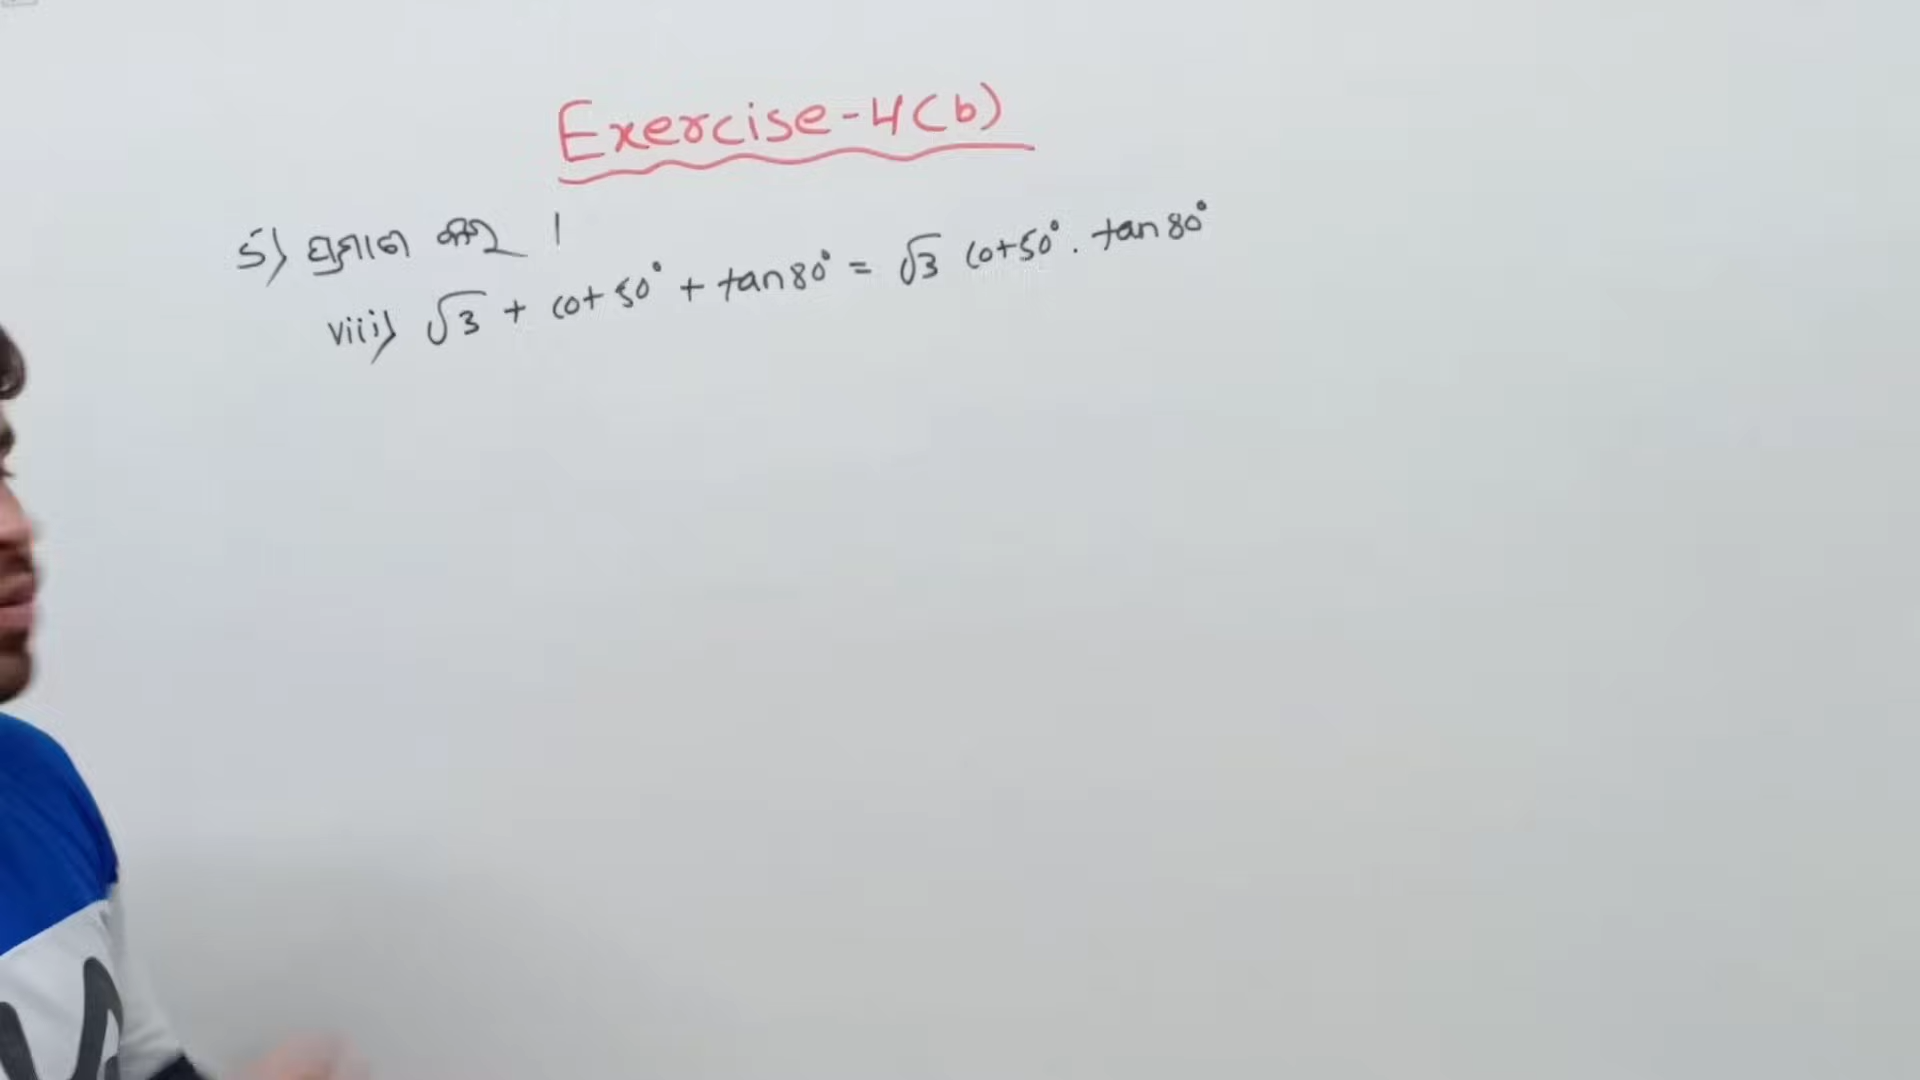 Exercise-4(b)
5) ପ୍ରମାଣ କର ।
viii) √3 + cot 50° + tan 80° = √3 cot 50° . tan 80°